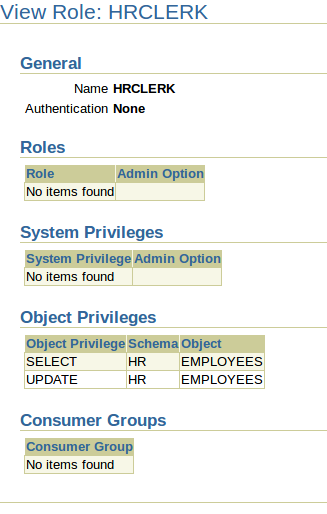 View Role: HRCLERK
General
Name HRCLERK
Authentication None
Roles
Role Admin Option
No items found
System Privileges
System Privilege Admin Option
No items found
Object Privileges
Object Privilege Schema Object
SELECT HR EMPLOYEES
UPDATE HR EMPLOYEES
Consumer Groups
Consumer Group
No items found